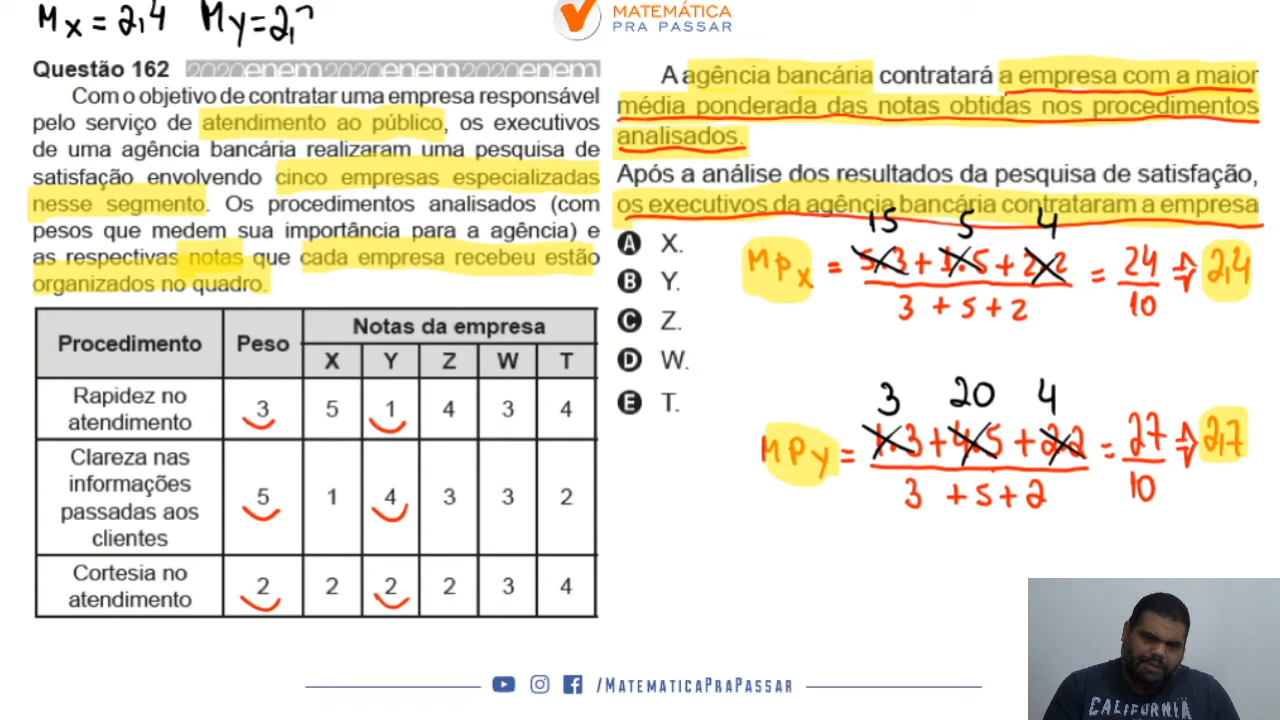 Mx = 2,4 My = 2,7
MATEMÁTICA
PRA PASSAR
Questão 162 2020enem2020enem2020enem
Com o objetivo de contratar uma empresa responsável
pelo serviço de atendimento ao público, os executivos
de uma agência bancária realizaram uma pesquisa de
satisfação envolvendo cinco empresas especializadas
nesse segmento. Os procedimentos analisados (com
pesos que medem sua importância para a agência) e
as respectivas notas que cada empresa recebeu estão
organizados no quadro.
Procedimento Peso Notas da empresa
X Y Z W T
Rapidez no
atendimento 3 5 1 4 3 4
Clareza nas
informações
passadas aos
clientes 5 1 4 3 3 2
Cortesia no
atendimento 2 2 2 2 3 4
A agência bancária contratará a empresa com a maior
média ponderada das notas obtidas nos procedimentos
analisados.
Após a análise dos resultados da pesquisa de satisfação,
os executivos da agência bancária contrataram a empresa
A X.
B Y.
C Z.
D W.
E T.
15 5 4
MPx = 5.3 + 1.5 + 2.2 = 24 ⇒ 2,4
3 + 5 + 2 10
3 20 4
MPy = 1.3 + 4.5 + 2.2 = 27 ⇒ 2,7
3 + 5 + 2 10
/MATEMATICAPRAPASSAR
CALIFORNIA